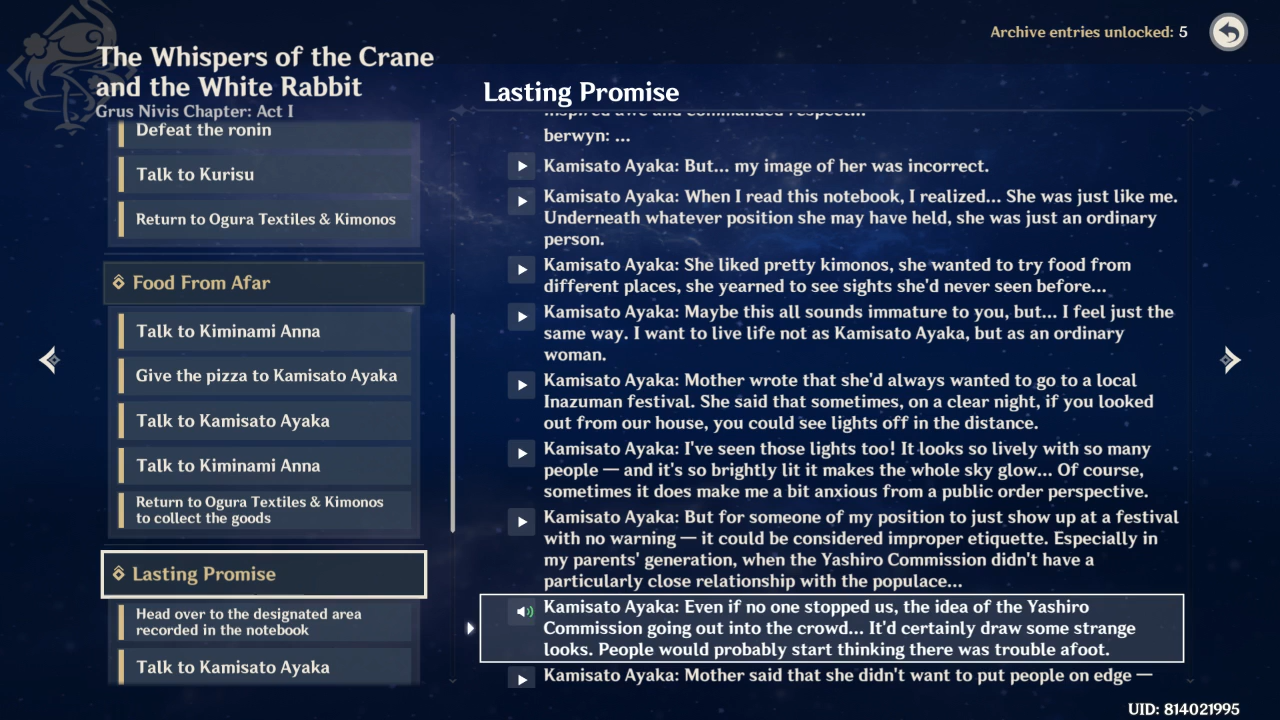 Archive entries unlocked: 5
The Whispers of the Crane
and the White Rabbit
Grus Nivis Chapter: Act I
Defeat the ronin
Talk to Kurisu
Return to Ogura Textiles & Kimonos
Food From Afar
Talk to Kiminami Anna
Give the pizza to Kamisato Ayaka
Talk to Kamisato Ayaka
Talk to Kiminami Anna
Return to Ogura Textiles & Kimonos
to collect the goods
Lasting Promise
Head over to the designated area
recorded in the notebook
Talk to Kamisato Ayaka
Lasting Promise
inspired awe and commanded respect...
berwyn: ...
Kamisato Ayaka: But... my image of her was incorrect.
Kamisato Ayaka: When I read this notebook, I realized... She was just like me.
Underneath whatever position she may have held, she was just an ordinary
person.
Kamisato Ayaka: She liked pretty kimonos, she wanted to try food from
different places, she yearned to see sights she'd never seen before...
Kamisato Ayaka: Maybe this all sounds immature to you, but... I feel just the
same way. I want to live life not as Kamisato Ayaka, but as an ordinary
woman.
Kamisato Ayaka: Mother wrote that she'd always wanted to go to a local
Inazuman festival. She said that sometimes, on a clear night, if you looked
out from our house, you could see lights off in the distance.
Kamisato Ayaka: I've seen those lights too! It looks so lively with so many
people — and it's so brightly lit it makes the whole sky glow... Of course,
sometimes it does make me a bit anxious from a public order perspective.
Kamisato Ayaka: But for someone of my position to just show up at a festival
with no warning — it could be considered improper etiquette. Especially in
my parents' generation, when the Yashiro Commission didn't have a
particularly close relationship with the populace...
Kamisato Ayaka: Even if no one stopped us, the idea of the Yashiro
Commission going out into the crowd... It'd certainly draw some strange
looks. People would probably start thinking there was trouble afoot.
Kamisato Ayaka: Mother said that she didn't want to put people on edge —
UID: 814021995